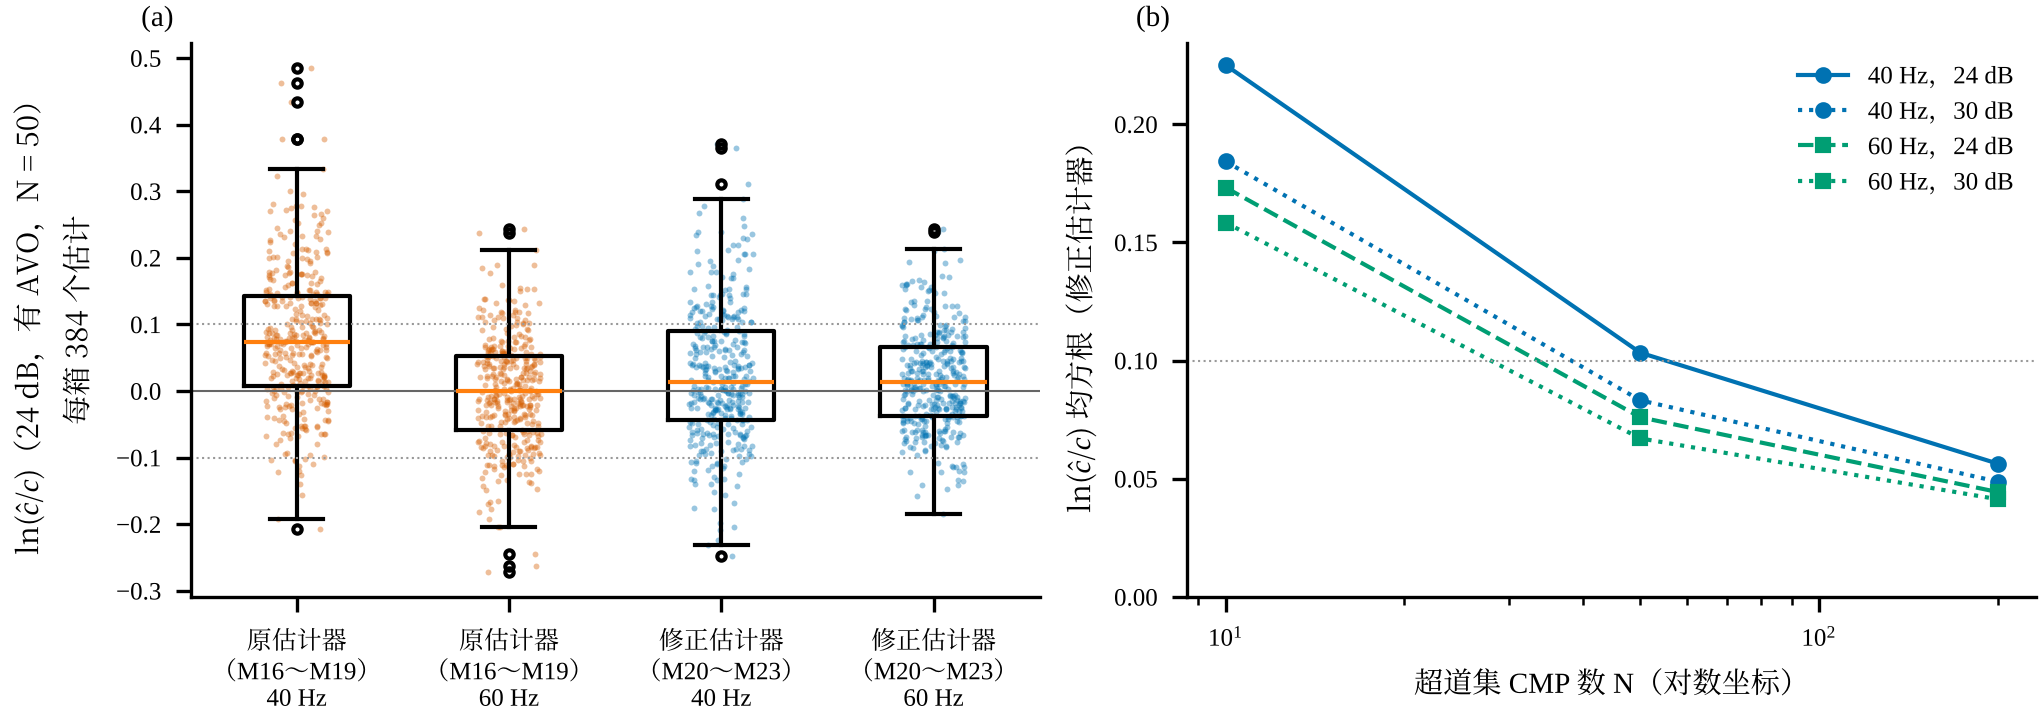 (a)
ln(ĉ/c)（24 dB，有 AVO，N = 50）
每箱 384 个估计
0.5
0.4
0.3
0.2
0.1
0.0
−0.1
−0.2
−0.3
原估计器
（M16～M19）
40 Hz
原估计器
（M16～M19）
60 Hz
修正估计器
（M20～M23）
40 Hz
修正估计器
（M20～M23）
60 Hz
(b)
ln(ĉ/c) 均方根（修正估计器）
0.20
0.15
0.10
0.05
0.00
40 Hz，24 dB
40 Hz，30 dB
60 Hz，24 dB
60 Hz，30 dB
10¹
10²
超道集 CMP 数 N（对数坐标）